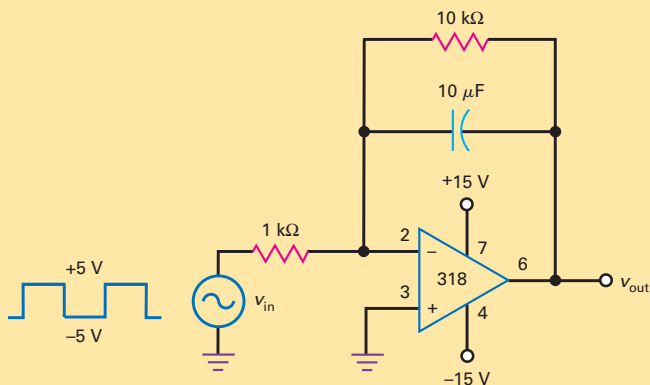 10 kΩ
10 μF
+15 V
1 kΩ
2
7
−
318
6
+5 V
3
+
v_in
v_out
4
−5 V
−15 V